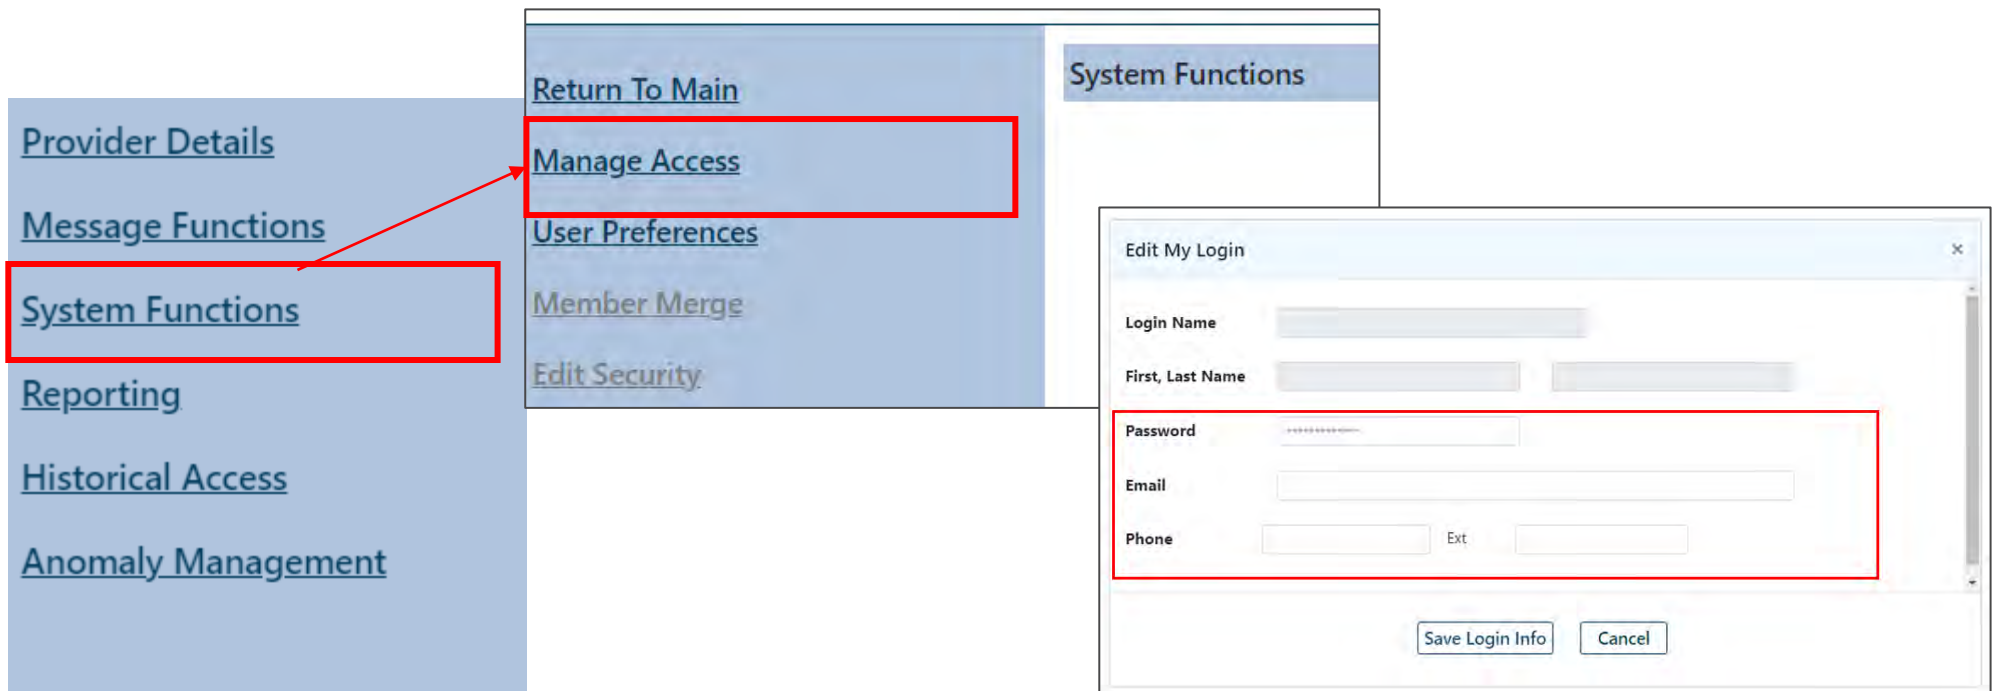 Provider Details
Message Functions
System Functions
Reporting
Historical Access
Anomaly Management
Return To Main
Manage Access
User Preferences
Member Merge
Edit Security
System Functions
Edit My Login
×
Login Name
First, Last Name
Password
Email
Phone Ext
Save Login Info Cancel